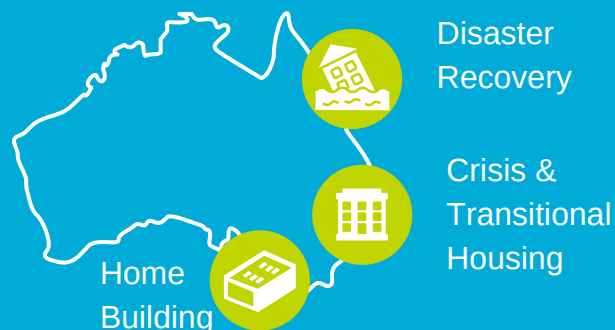 Disaster
Recovery
Crisis &
Transitional
Housing
Home
Building